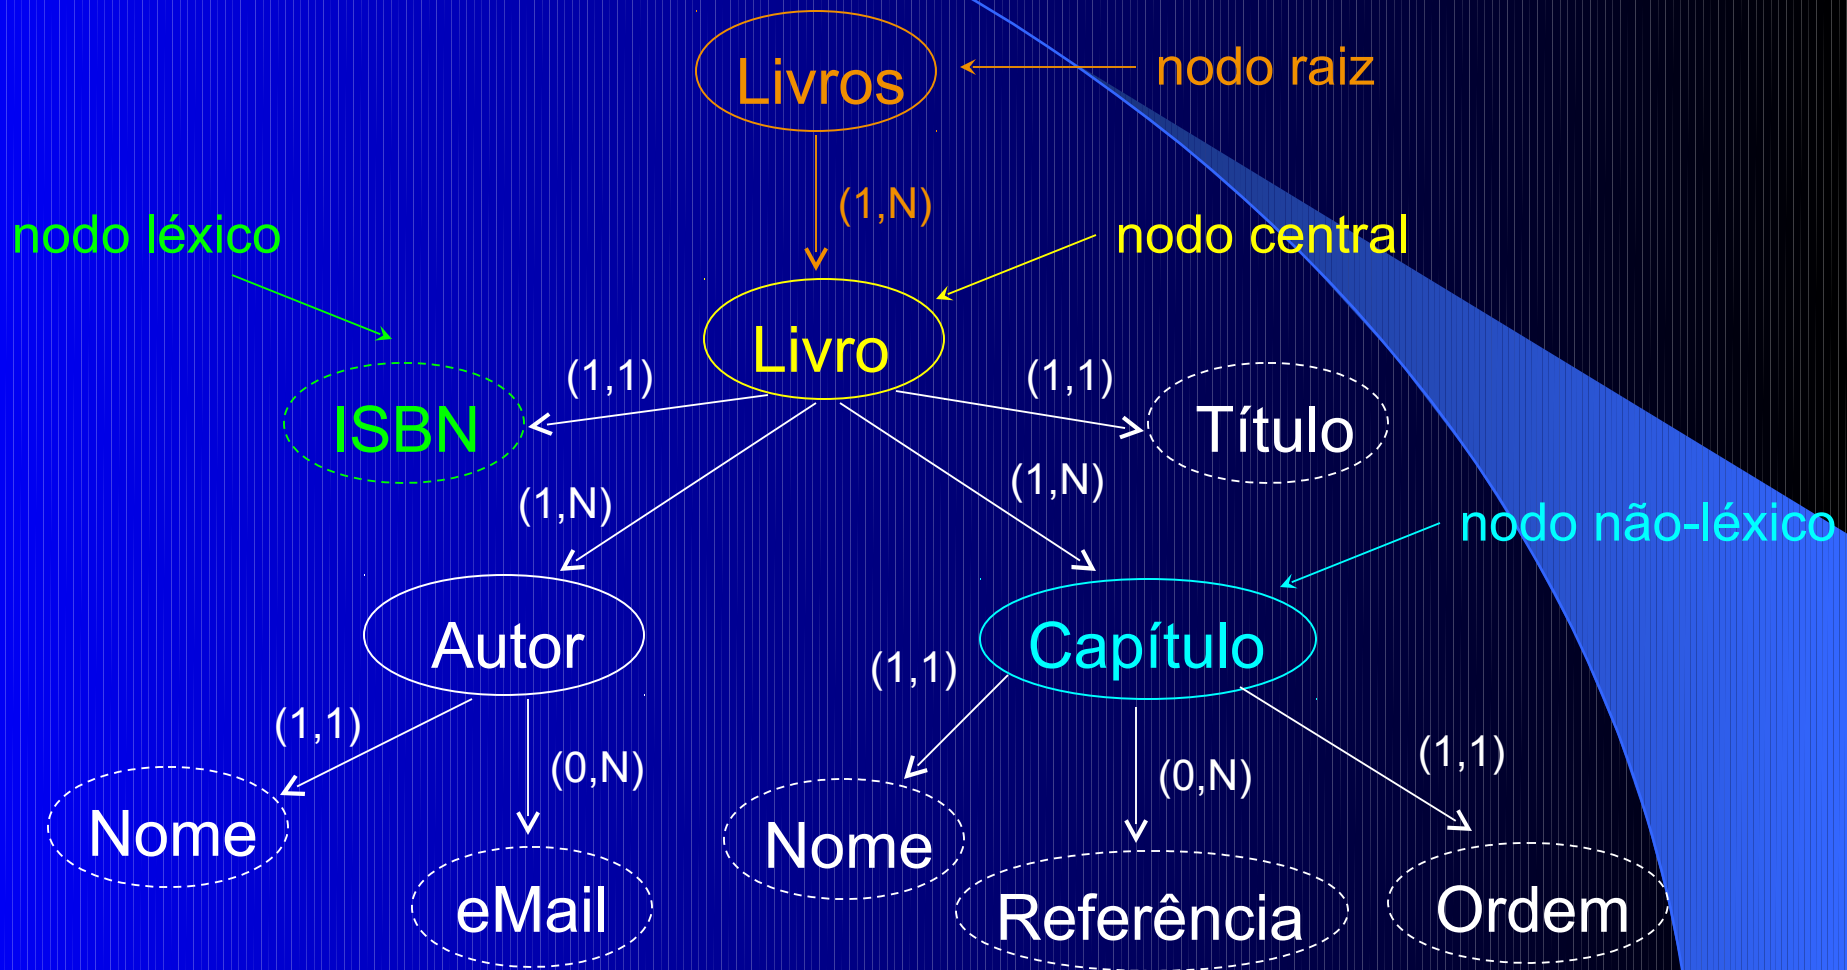 Livros
nodo raiz
(1,N)
nodo léxico
nodo central
Livro
(1,1)
(1,1)
ISBN
Título
(1,N)
(1,N)
nodo não-léxico
Autor
Capítulo
(1,1)
(1,1)
(0,N)
(0,N)
(1,1)
Nome
Nome
eMail
Referência
Ordem